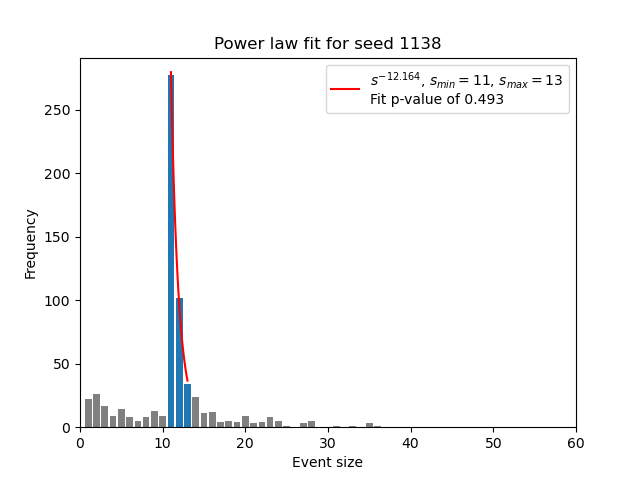 Power law fit for seed 1138
s^{-12.164}, s_{min} = 11, s_{max} = 13
Fit p-value of 0.493
Frequency
250
200
150
100
50
0
0 10 20 30 40 50 60
Event size